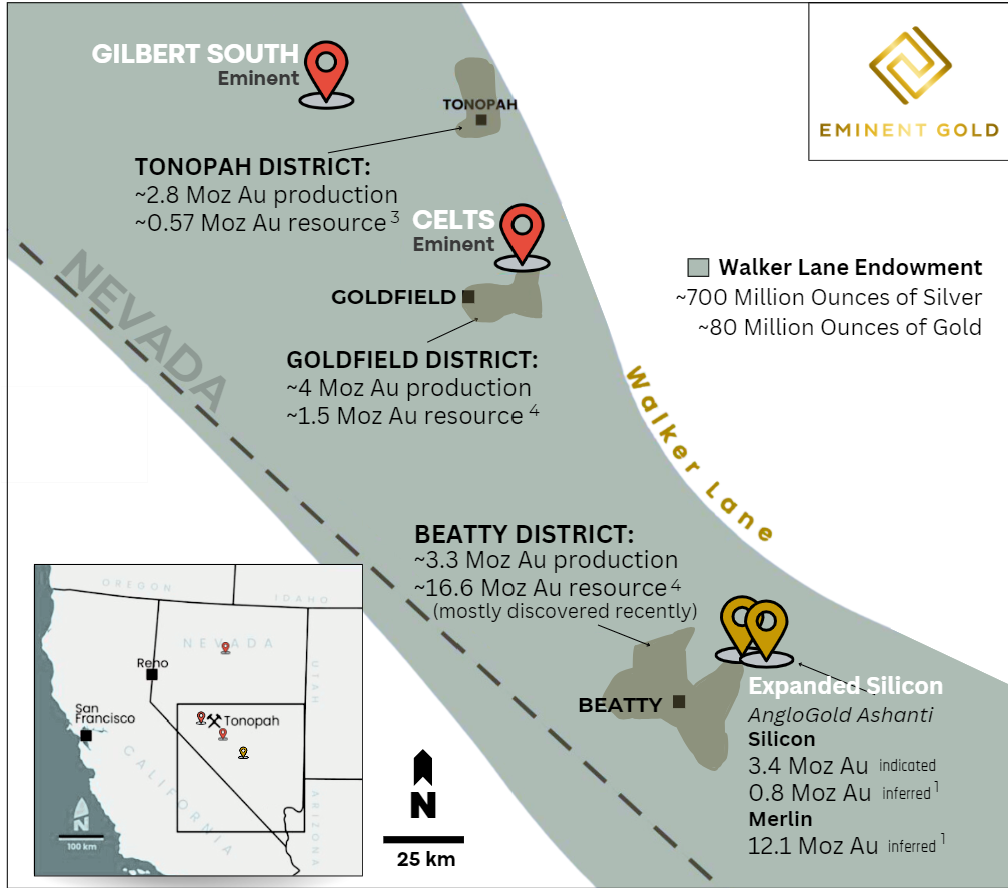 GILBERT SOUTH
Eminent
TONOPAH
EMINENT GOLD
TONOPAH DISTRICT:
~2.8 Moz Au production
~0.57 Moz Au resource 3
CELTS
Eminent
NEVADA
GOLDFIELD
Walker Lane Endowment
~700 Million Ounces of Silver
~80 Million Ounces of Gold
GOLDFIELD DISTRICT:
~4 Moz Au production
~1.5 Moz Au resource 4
Walker Lane
BEATTY DISTRICT:
~3.3 Moz Au production
~16.6 Moz Au resource 4
(mostly discovered recently)
BEATTY
Expanded Silicon
AngloGold Ashanti
Silicon
3.4 Moz Au indicated
0.8 Moz Au inferred 1
Merlin
12.1 Moz Au inferred 1
OREGON
IDAHO
NEVADA
UTAH
Reno
San
Francisco
Tonopah
CALIFORNIA
ARIZONA
N
100 km
N
25 km